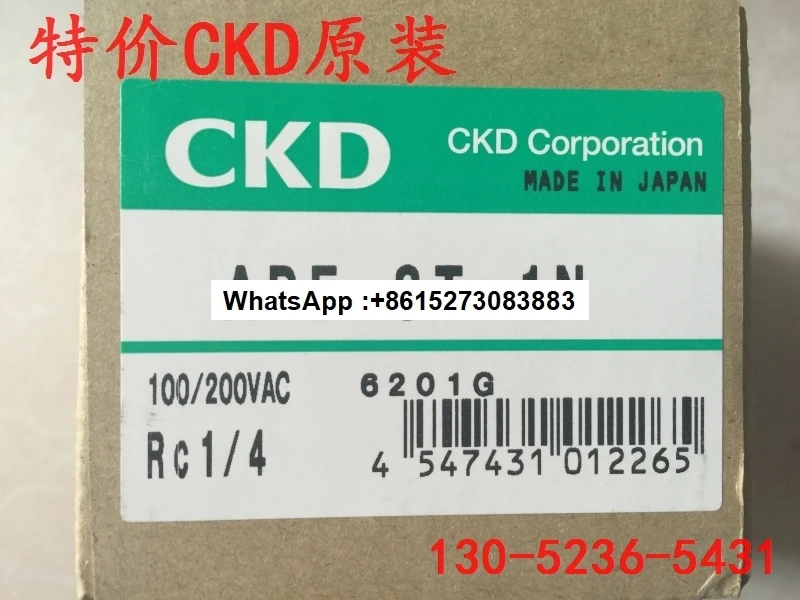 特价CKD原装
CKD
CKD Corporation
MADE IN JAPAN
WhatsApp :+8615273083883
100/200VAC
6201G
Rc1/4
4 547431 012265
130-5236-5431